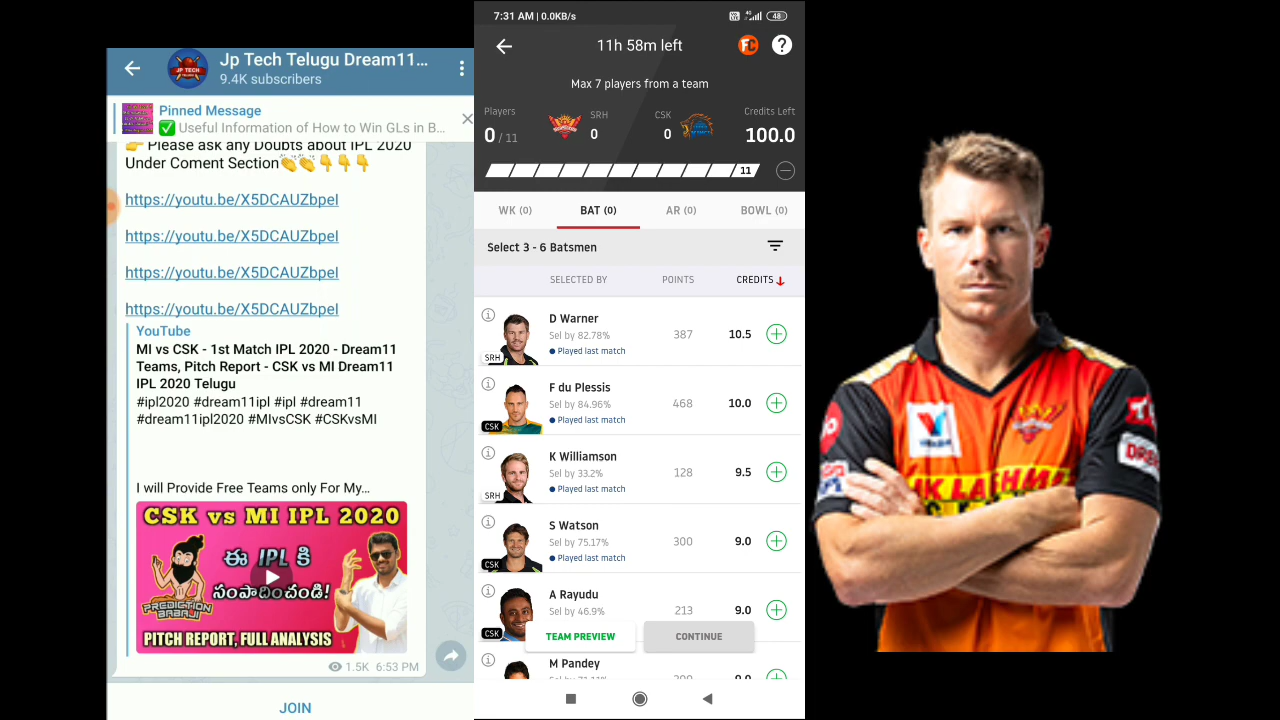 Jp Tech Telugu Dream11...
9.4K subscribers
Pinned Message
✅ Useful Information of How to Win GLs in B...
👉 Please ask any Doubts about IPL 2020
Under Coment Section👏👏👇👇👇
https://youtu.be/X5DCAUZbpeI
https://youtu.be/X5DCAUZbpeI
https://youtu.be/X5DCAUZbpeI
https://youtu.be/X5DCAUZbpeI
YouTube
MI vs CSK - 1st Match IPL 2020 - Dream11
Teams, Pitch Report - CSK vs MI Dream11
IPL 2020 Telugu
#ipl2020 #dream11ipl #ipl #dream11
#dream11ipl2020 #MIvsCSK #CSKvsMI
I will Provide Free Teams only For My...
CSK vs MI IPL 2020
ఈ IPL కి
సంపాదించండి!
PREDICTION
BABAJI
PITCH REPORT, FULL ANALYSIS
1.5K 6:53 PM
JOIN
7:31 AM | 0.0KB/s
4G 48
11h 58m left
FC ?
Max 7 players from a team
Players SRH CSK Credits Left
0 / 11 0 0 100.0
11
WK (0) BAT (0) AR (0) BOWL (0)
Select 3 - 6 Batsmen
SELECTED BY POINTS CREDITS
D Warner
Sel by 82.78% 387 10.5
Played last match
SRH
F du Plessis
Sel by 84.96% 468 10.0
Played last match
CSK
K Williamson
Sel by 33.2% 128 9.5
Played last match
SRH
S Watson
Sel by 75.17% 300 9.0
Played last match
CSK
A Rayudu
Sel by 46.9% 213 9.0
CSK
TEAM PREVIEW CONTINUE
M Pandey
JP TECH
TELUGU